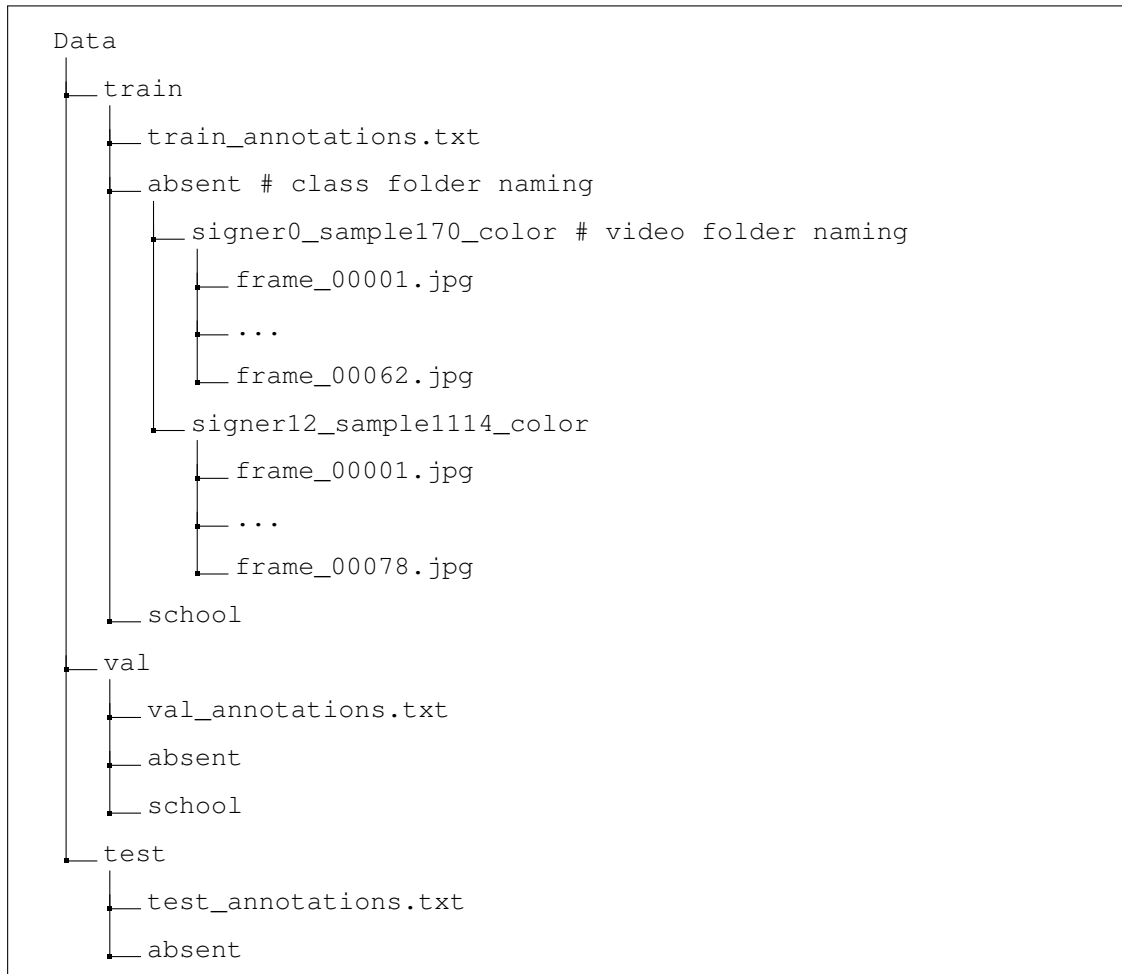 Data
train
train_annotations.txt
absent # class folder naming
signer0_sample170_color # video folder naming
frame_00001.jpg
...
frame_00062.jpg
signer12_sample1114_color
frame_00001.jpg
...
frame_00078.jpg
school
val
val_annotations.txt
absent
school
test
test_annotations.txt
absent